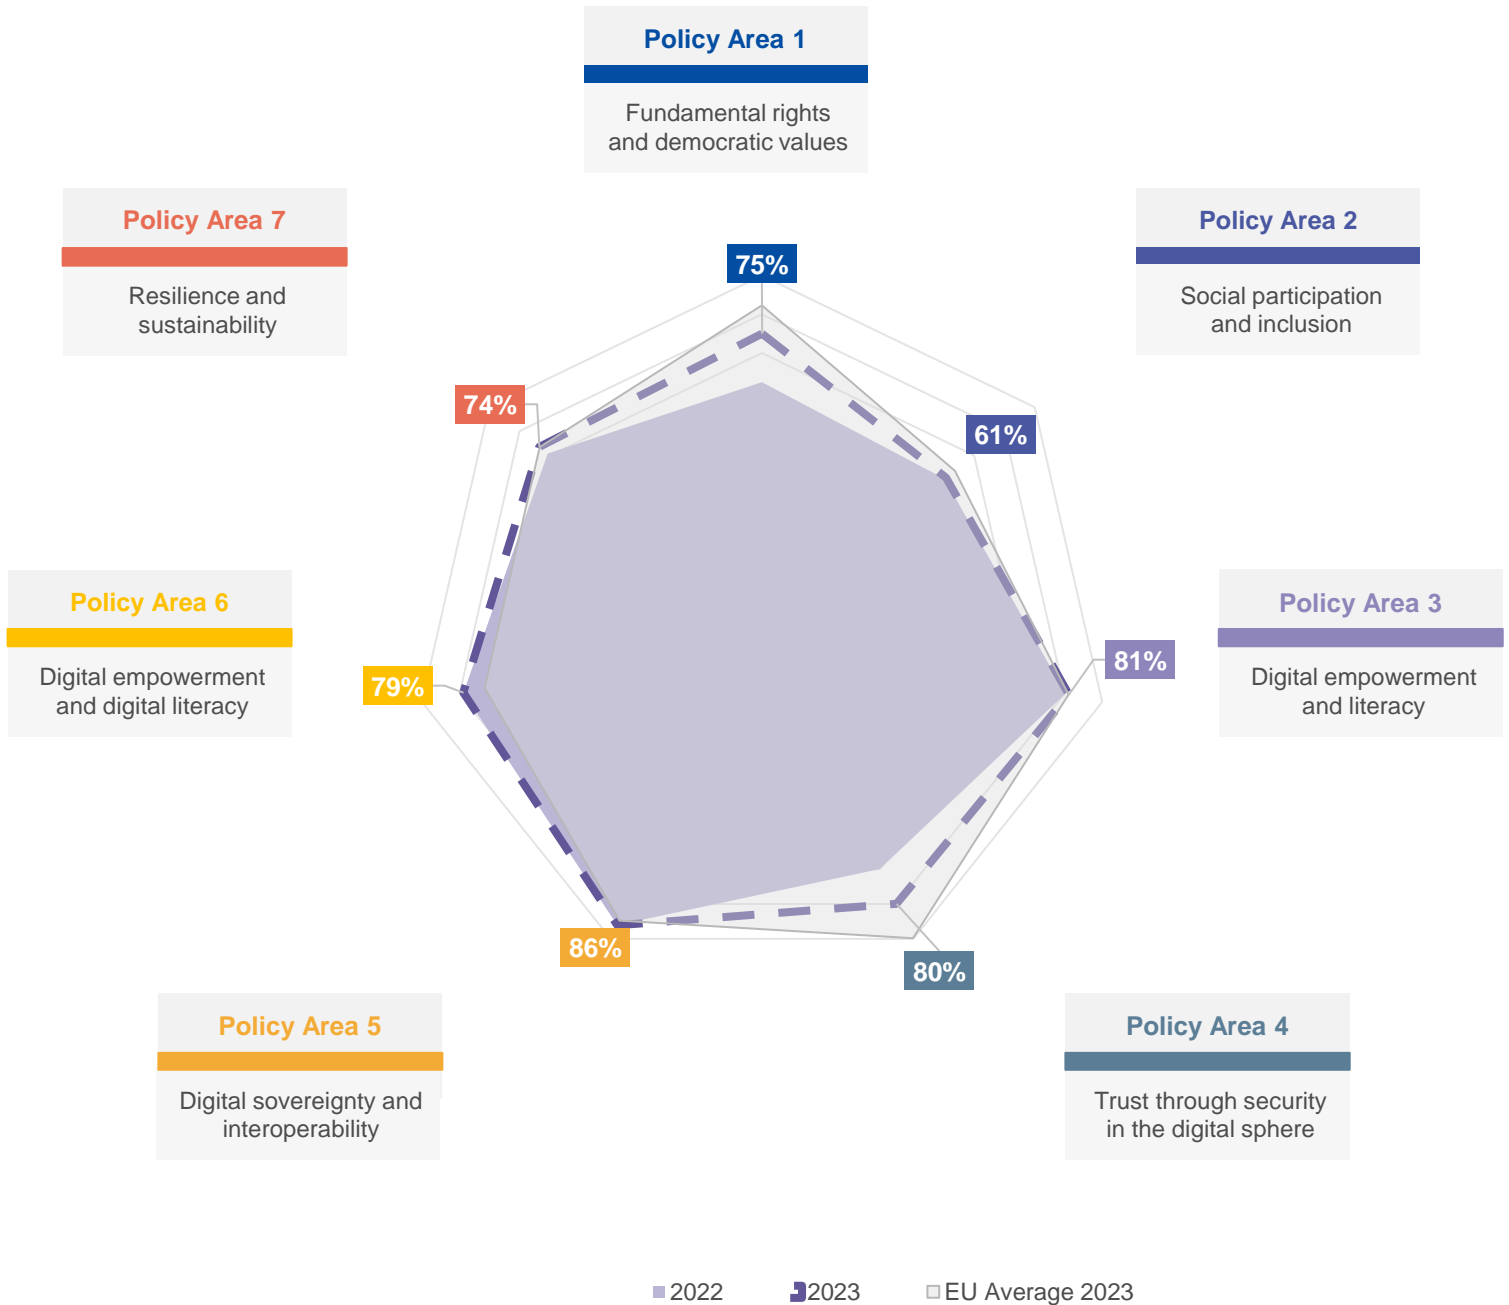 Policy Area 1
Fundamental rights
and democratic values
Policy Area 7
Resilience and
sustainability
Policy Area 2
Social participation
and inclusion
75%
74%
61%
Policy Area 6
Digital empowerment
and digital literacy
79%
81%
Policy Area 3
Digital empowerment
and literacy
86%
80%
Policy Area 5
Digital sovereignty and
interoperability
Policy Area 4
Trust through security
in the digital sphere
2022
2023
EU Average 2023